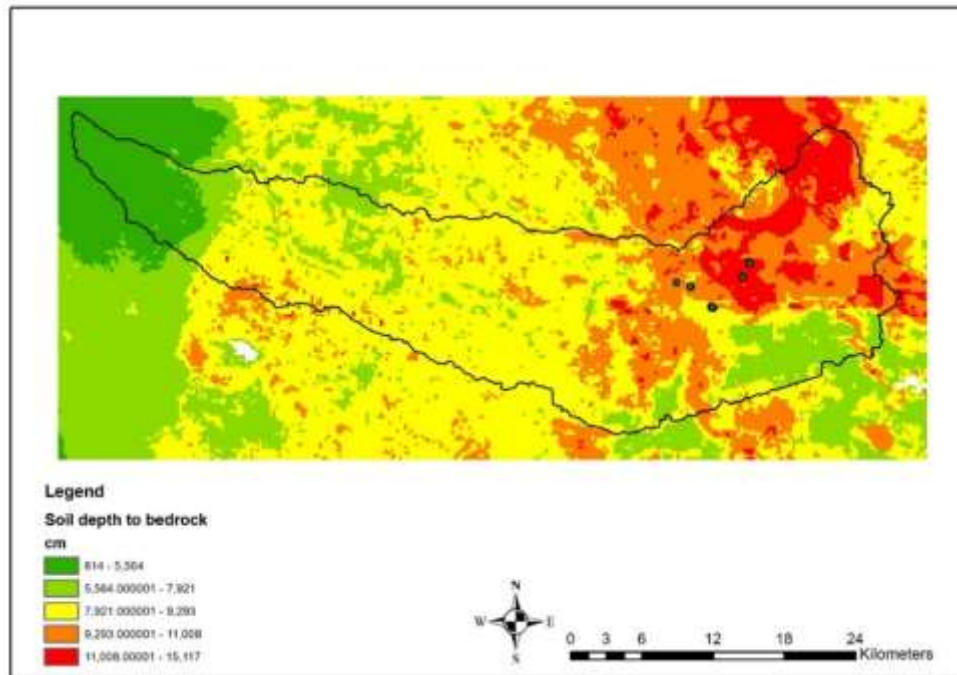 Legend
Soil depth to bedrock
cm
614 - 5,564
5,564.000001 - 7,921
7,921.000001 - 9,293
9,293.000001 - 11,008
11,008.00001 - 15,117
N
W E
S
0 3 6 12 18 24
Kilometers